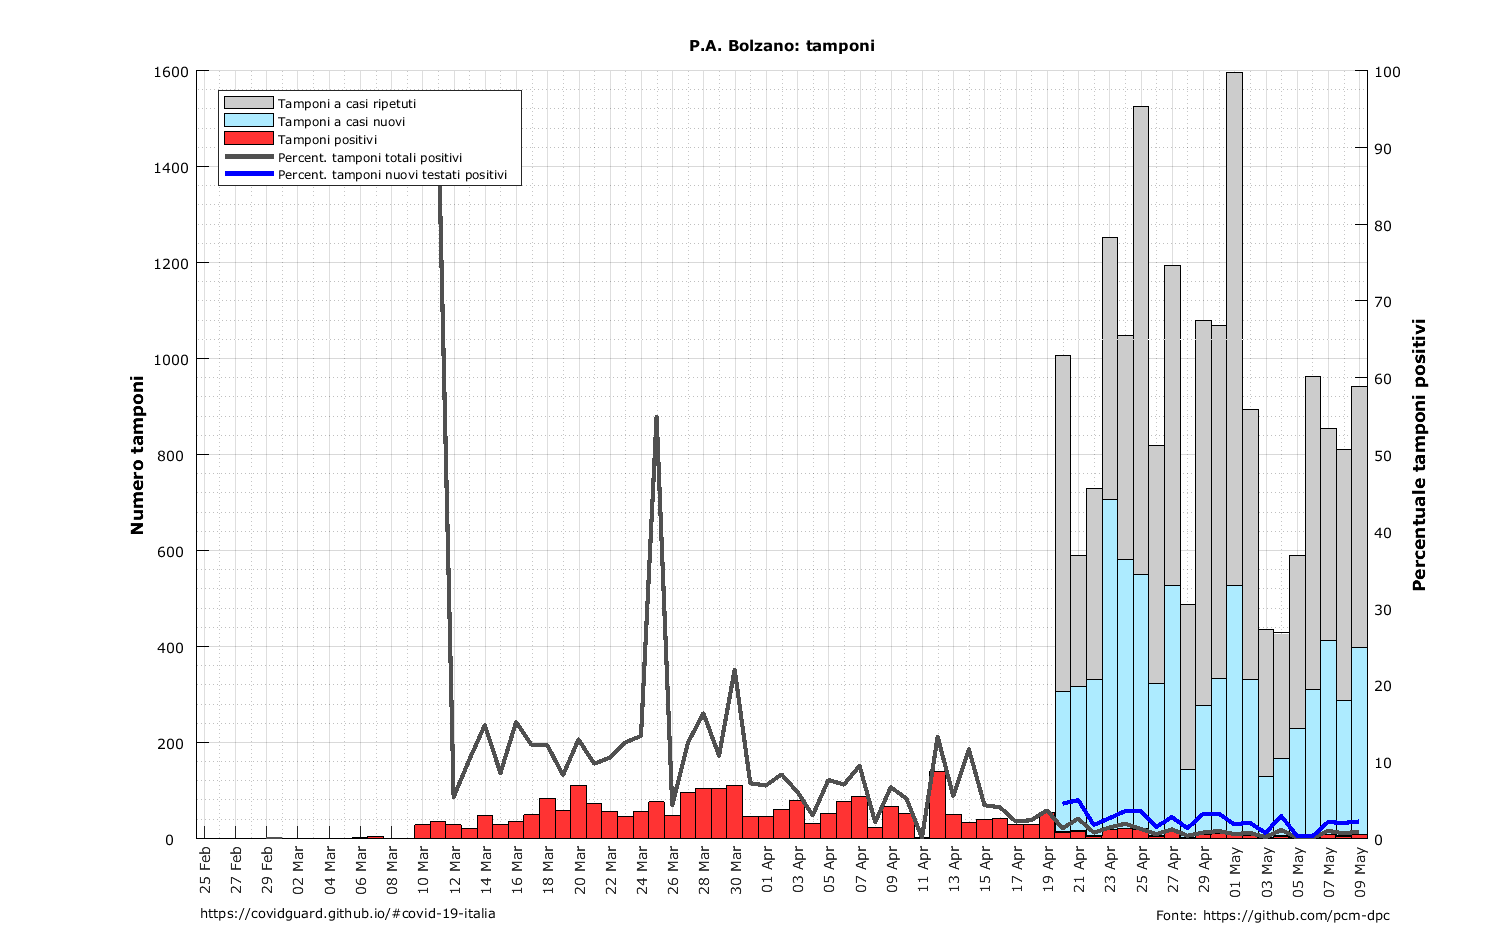 P.A. Bolzano: tamponi
1600
1400
1200
1000
800
600
400
200
0
Numero tamponi
Tamponi a casi ripetuti
Tamponi a casi nuovi
Tamponi positivi
Percent. tamponi totali positivi
Percent. tamponi nuovi testati positivi
100
90
80
70
60
50
40
30
20
10
0
Percentuale tamponi positivi
25 Feb
27 Feb
29 Feb
02 Mar
04 Mar
06 Mar
08 Mar
10 Mar
12 Mar
14 Mar
16 Mar
18 Mar
20 Mar
22 Mar
24 Mar
26 Mar
28 Mar
30 Mar
01 Apr
03 Apr
05 Apr
07 Apr
09 Apr
11 Apr
13 Apr
15 Apr
17 Apr
19 Apr
21 Apr
23 Apr
25 Apr
27 Apr
29 Apr
01 May
03 May
05 May
07 May
09 May
https://covidguard.github.io/#covid-19-italia
Fonte: https://github.com/pcm-dpc